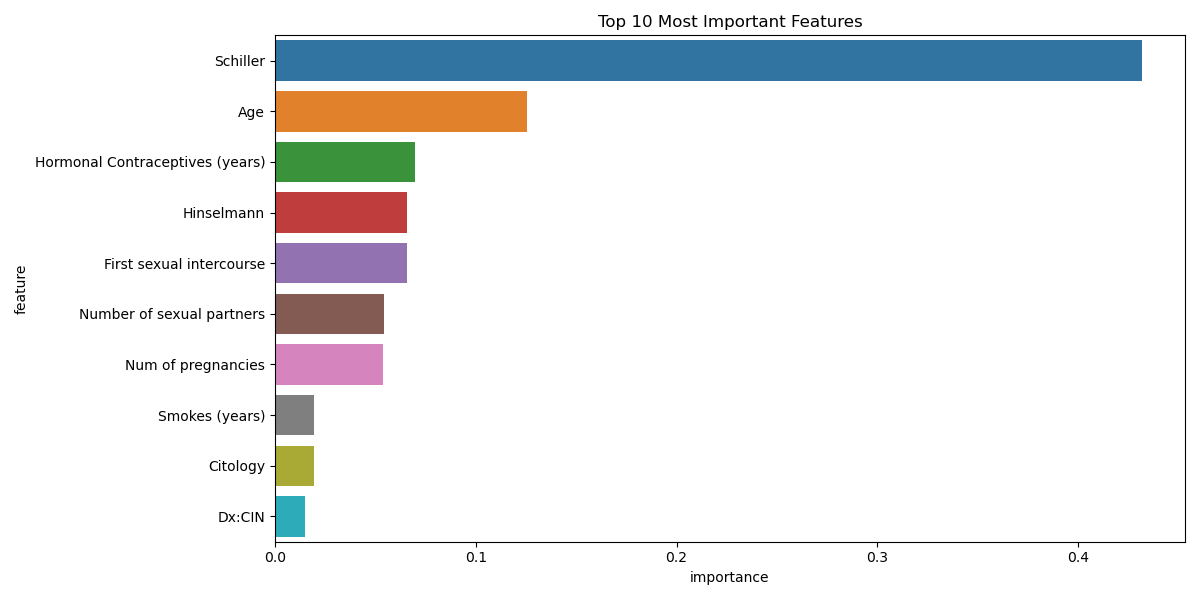 Top 10 Most Important Features
Schiller
Age
Hormonal Contraceptives (years)
Hinselmann
First sexual intercourse
Number of sexual partners
Num of pregnancies
Smokes (years)
Citology
Dx:CIN
feature
0.0 0.1 0.2 0.3 0.4
importance